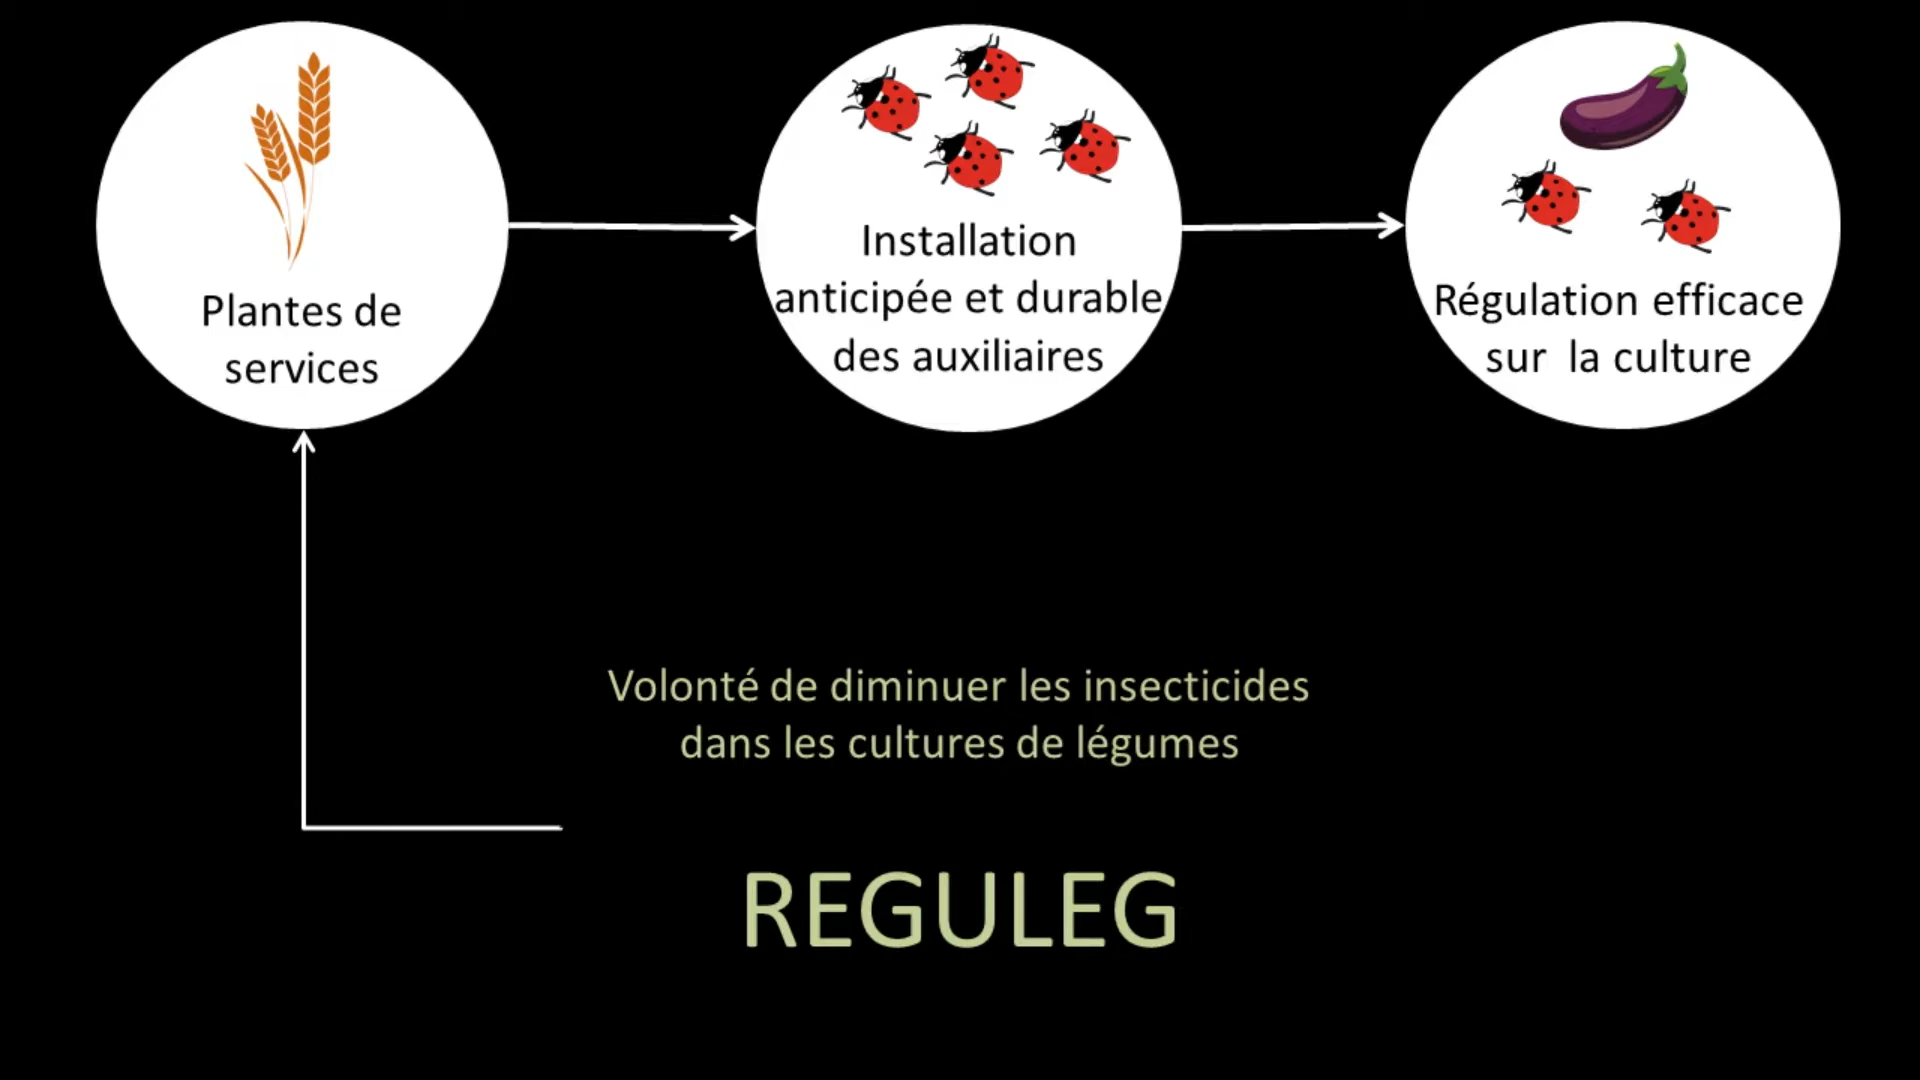 Plantes de
services
Installation
anticipée et durable
des auxiliaires
Régulation efficace
sur  la culture
Volonté de diminuer les insecticides
dans les cultures de légumes
REGULEG